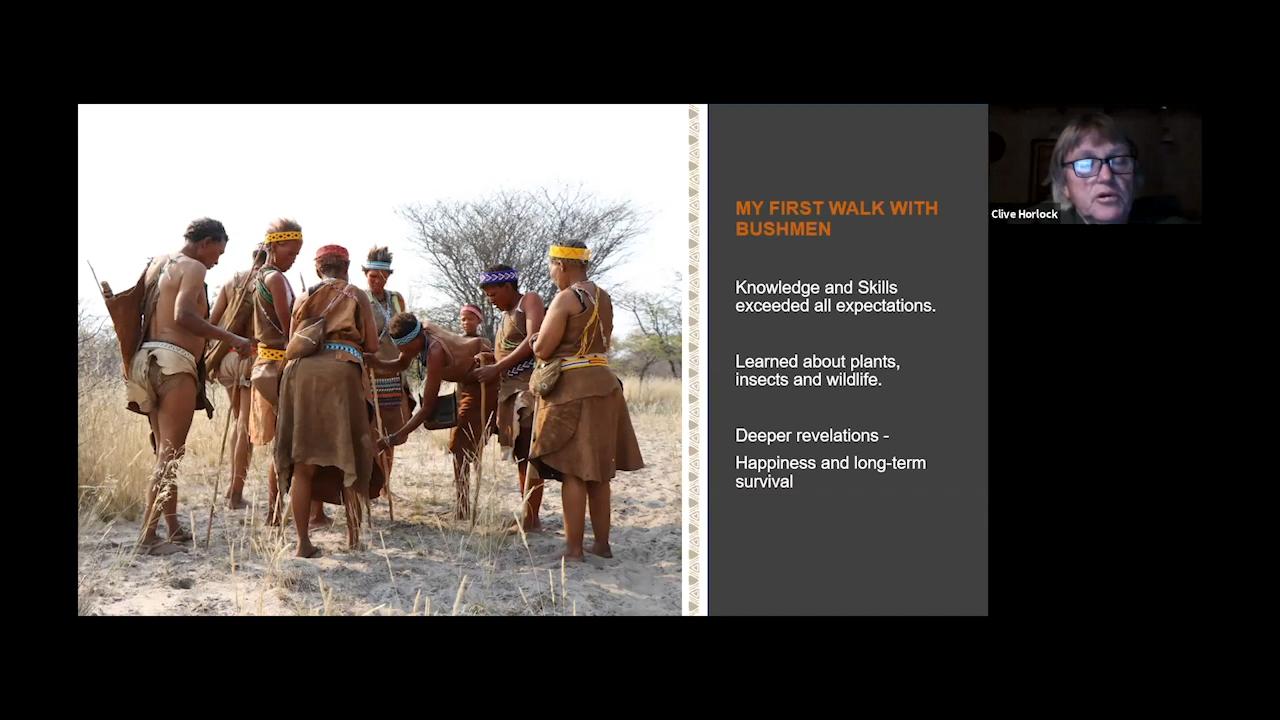 MY FIRST WALK WITH
BUSHMEN
Knowledge and Skills
exceeded all expectations.
Learned about plants,
insects and wildlife.
Deeper revelations -
Happiness and long-term
survival
Clive Horlock